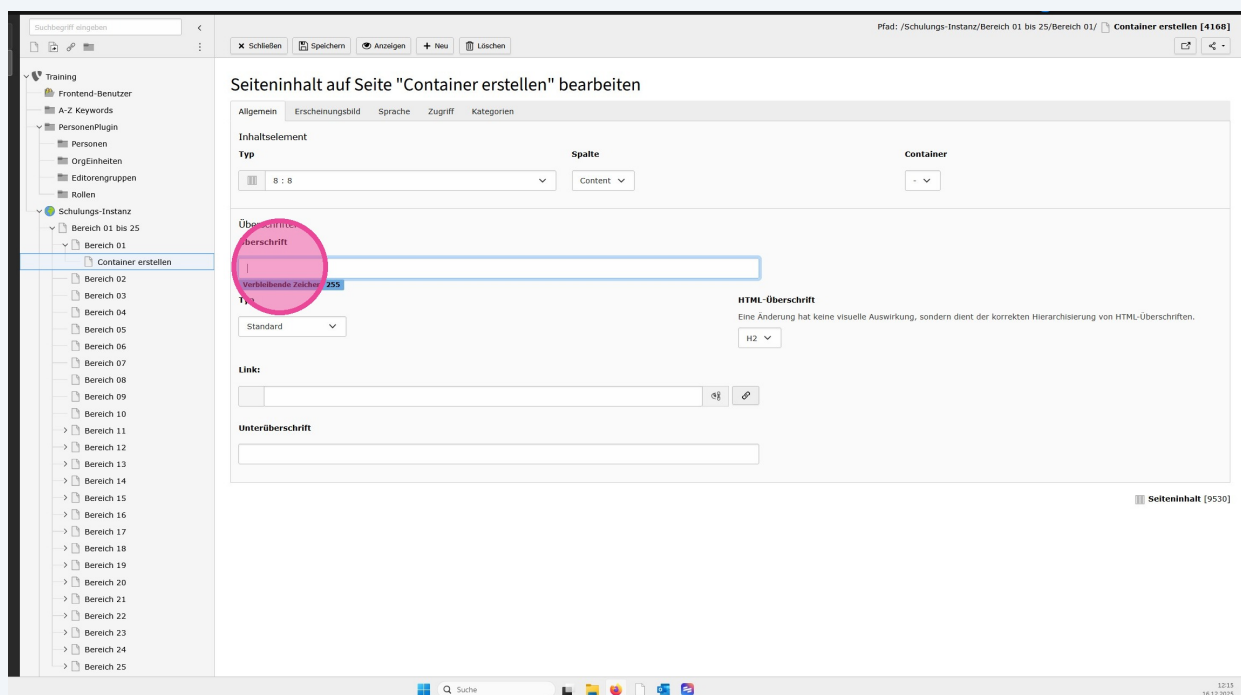 Suchbegriff eingeben
Pfad: /Schulungs-Instanz/Bereich 01 bis 25/Bereich 01/ Container erstellen [4168]
Schließen Speichern Anzeigen Neu Löschen
Training
Frontend-Benutzer
A-Z Keywords
PersonenPlugin
Personen
OrgEinheiten
Editorengruppen
Rollen
Schulungs-Instanz
Bereich 01 bis 25
Bereich 01
Container erstellen
Bereich 02
Bereich 03
Bereich 04
Bereich 05
Bereich 06
Bereich 07
Bereich 08
Bereich 09
Bereich 10
Bereich 11
Bereich 12
Bereich 13
Bereich 14
Bereich 15
Bereich 16
Bereich 17
Bereich 18
Bereich 19
Bereich 20
Bereich 21
Bereich 22
Bereich 23
Bereich 24
Bereich 25
Seiteninhalt auf Seite "Container erstellen" bearbeiten
Allgemein Erscheinungsbild Sprache Zugriff Kategorien
Inhaltselement
Typ Spalte Container
8 : 8 Content -
Überschriften
Überschrift
Verbleibende Zeichen: 255
Typ HTML-Überschrift
Eine Änderung hat keine visuelle Auswirkung, sondern dient der korrekten Hierarchisierung von HTML-Überschriften.
Standard H2
Link:
Unterüberschrift
Seiteninhalt [9530]
Suche
12:15
16.12.2025